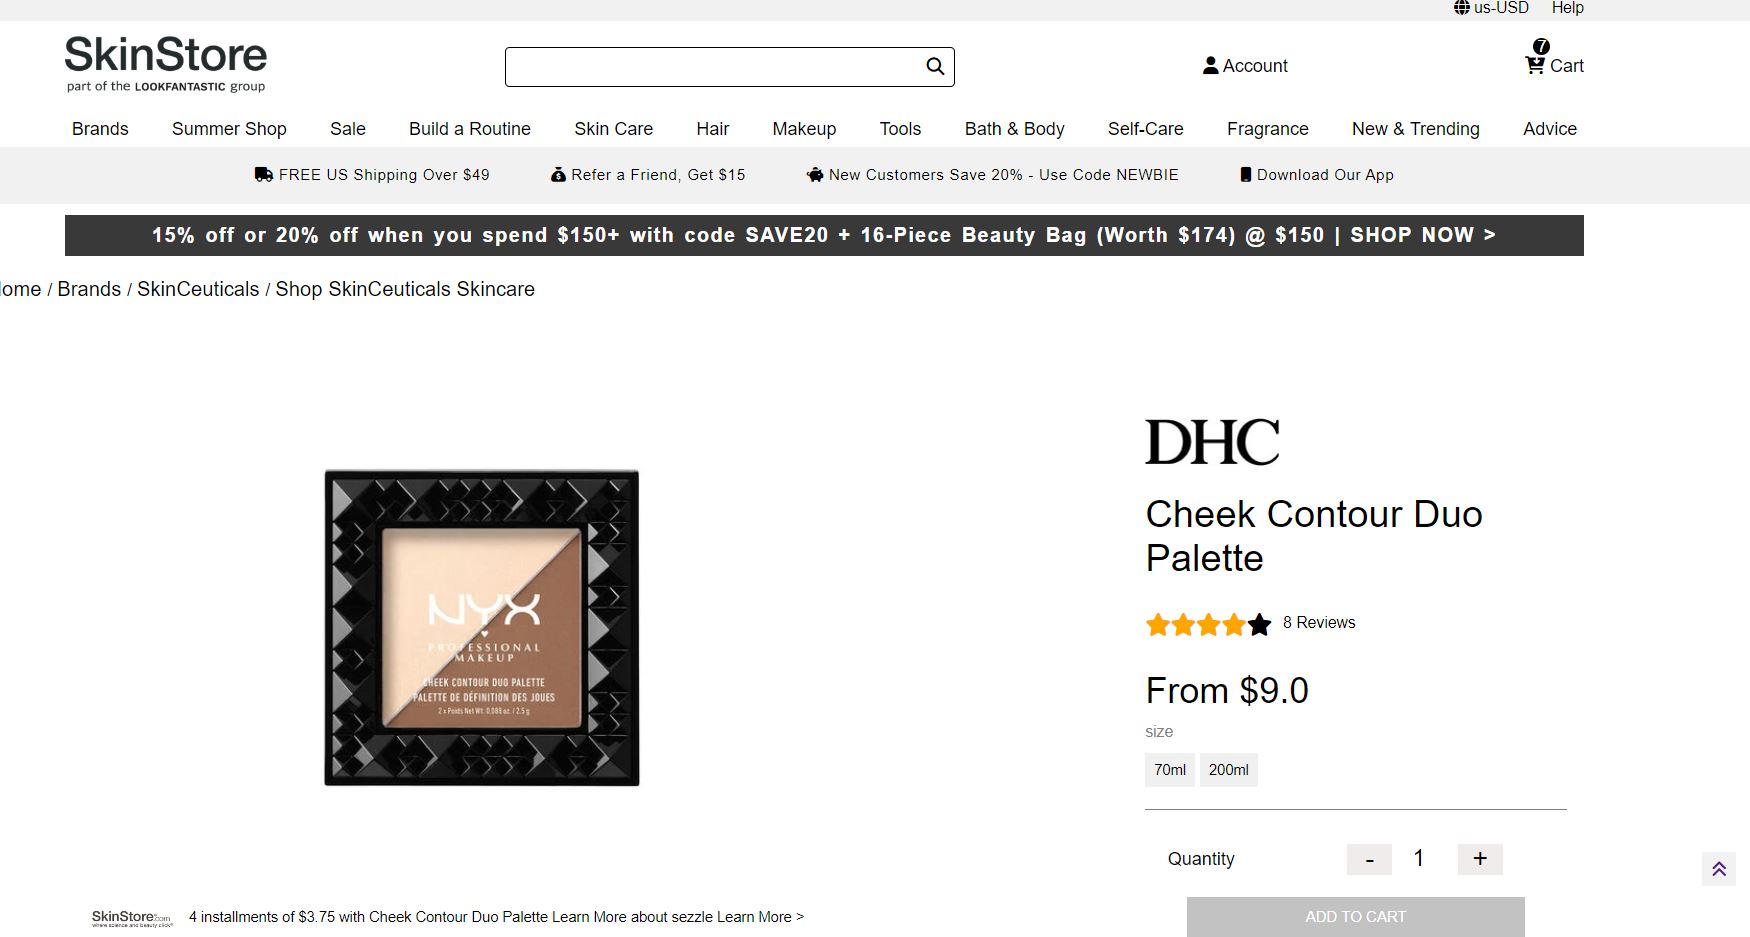 us-USD Help
SkinStore
part of the LOOKFANTASTIC group
Account
7
Cart
Brands Summer Shop Sale Build a Routine Skin Care Hair Makeup Tools Bath & Body Self-Care Fragrance New & Trending Advice
FREE US Shipping Over $49 Refer a Friend, Get $15 New Customers Save 20% - Use Code NEWBIE Download Our App
15% off or 20% off when you spend $150+ with code SAVE20 + 16-Piece Beauty Bag (Worth $174) @ $150 | SHOP NOW >
ome / Brands / SkinCeuticals / Shop SkinCeuticals Skincare
NYX
PROFESSIONAL
MAKEUP
CHEEK CONTOUR DUO PALETTE
PALETTE DE DÉFINITION DES JOUES
2 x Poids Net Wt. 0.088 oz. / 2.5 g
DHC
Cheek Contour Duo
Palette
8 Reviews
From $9.0
size
70ml 200ml
Quantity - 1 +
SkinStore.com
where science and beauty click
4 installments of $3.75 with Cheek Contour Duo Palette Learn More about sezzle Learn More >
ADD TO CART